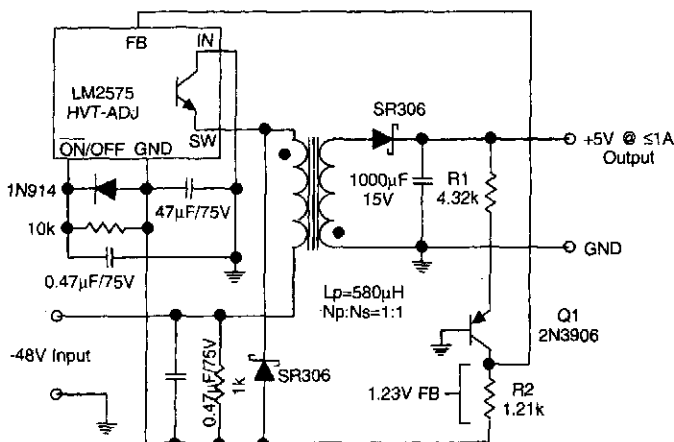 FB
IN
LM2575
HVT-ADJ
SW
ON/OFF
GND
1N914
47µF/75V
10k
0.47µF/75V
SR306
+5V @ ≤1A
Output
1000µF
15V
R1
4.32k
GND
Lp=580µH
Np:Ns=1:1
Q1
2N3906
-48V Input
0.47µF/75V
1k
SR306
1.23V FB
R2
1.21k